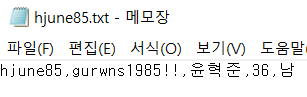 hjune85.txt - 메모장
파일(F) 편집(E) 서식(O) 보기(V) 도움말
hjune85,gurwns1985!!,윤혁준,36,남